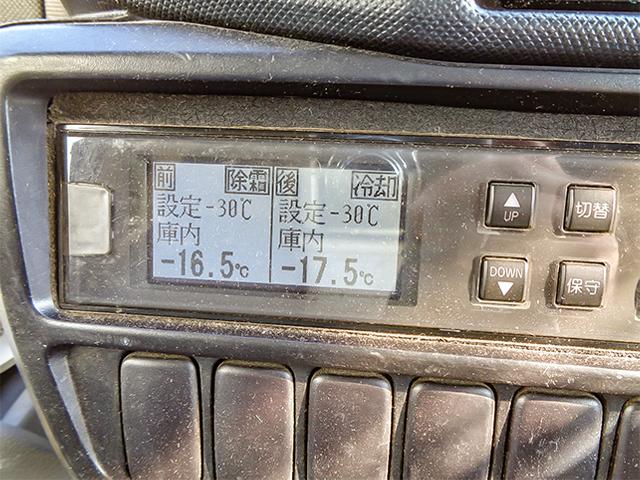 前 除霜 後 冷却
設定-30℃ 設定-30℃
庫内 庫内
-16.5℃ -17.5℃
▲
UP
切替
DOWN
▼
保守